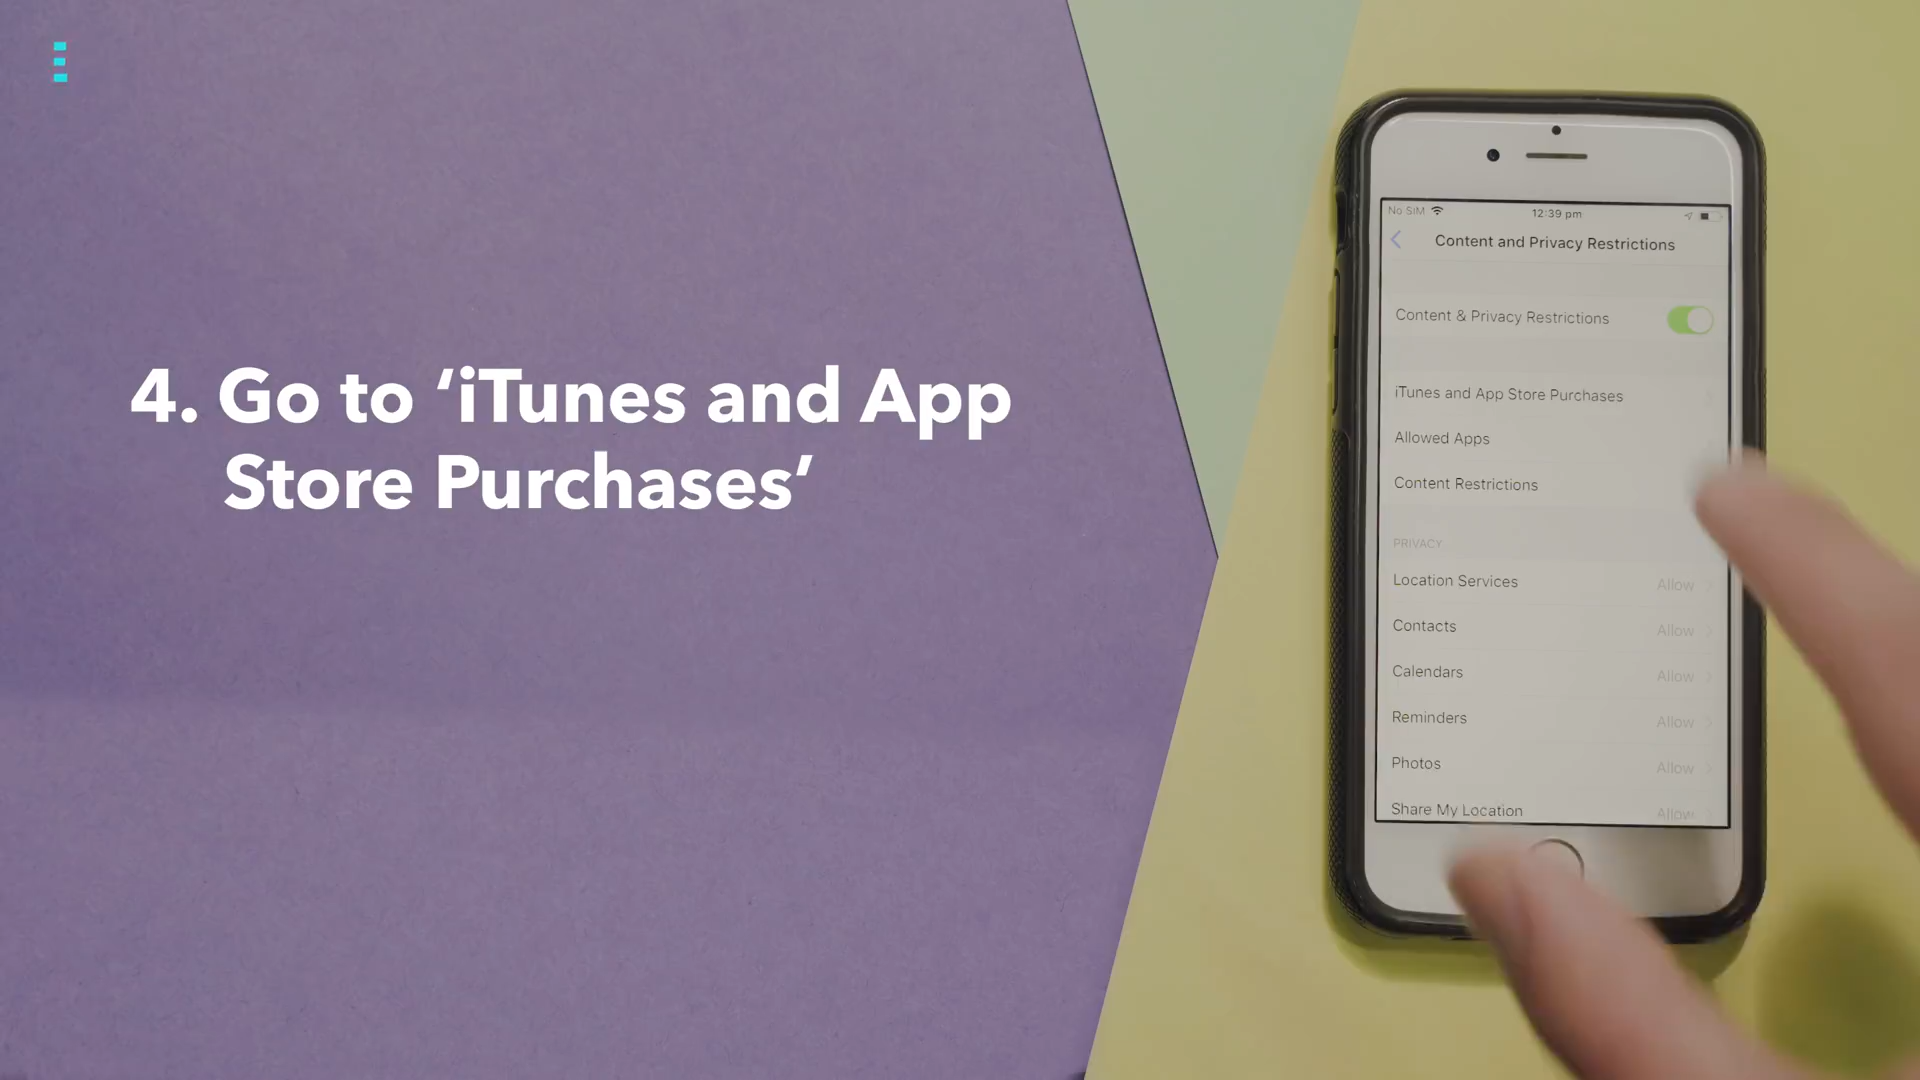 4. Go to ‘iTunes and App
Store Purchases’
No SIM
12:39 pm
Content and Privacy Restrictions
Content & Privacy Restrictions
iTunes and App Store Purchases
Allowed Apps
Content Restrictions
PRIVACY
Location Services Allow
Contacts Allow
Calendars Allow
Reminders Allow
Photos Allow
Share My Location Allow